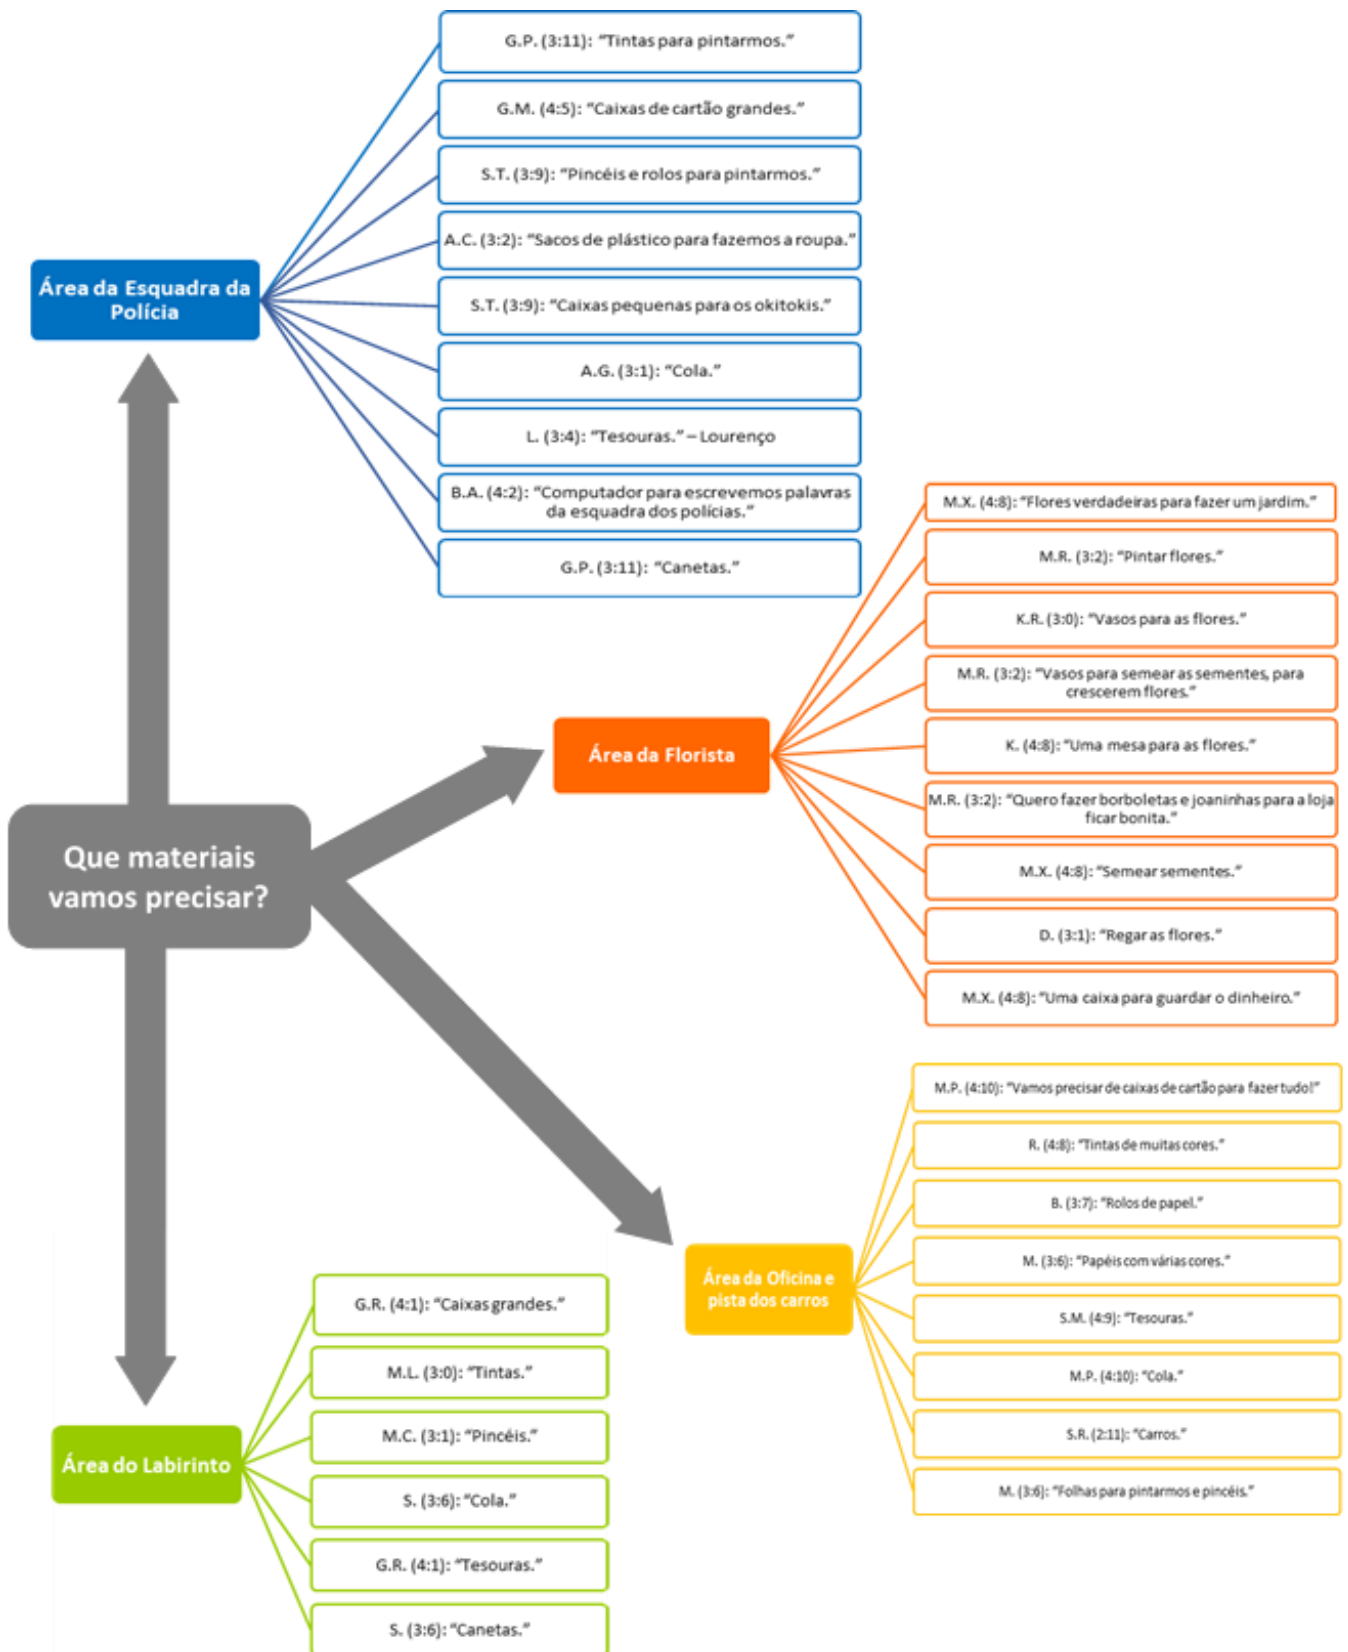 G.P. (3:11): “Tintas para pintarmos.”
G.M. (4:5): “Caixas de cartão grandes.”
S.T. (3:9): “Pincéis e rolos para pintarmos.”
A.C. (3:2): “Sacos de plástico para fazemos a roupa.”
Área da Esquadra da
Polícia
S.T. (3:9): “Caixas pequenas para os okitokis.”
A.G. (3:1): “Cola.”
L. (3:4): “Tesouras.” – Lourenço
B.A. (4:2): “Computador para escrevemos palavras
da esquadra dos polícias.”
G.P. (3:11): “Canetas.”
M.X. (4:8): “Flores verdadeiras para fazer um jardim.”
M.R. (3:2): “Pintar flores.”
K.R. (3:0): “Vasos para as flores.”
M.R. (3:2): “Vasos para semear as sementes, para
crescerem flores.”
Área da Florista
K. (4:8): “Uma mesa para as flores.”
M.R. (3:2): “Quero fazer borboletas e joaninhas para a loja
ficar bonita.”
M.X. (4:8): “Semear sementes.”
D. (3:1): “Regar as flores.”
M.X. (4:8): “Uma caixa para guardar o dinheiro.”
Que materiais
vamos precisar?
M.P. (4:10): “Vamos precisar de caixas de cartão para fazer tudo!”
R. (4:8): “Tintas de muitas cores.”
B. (3:7): “Rolos de papel.”
M. (3:6): “Papéis com várias cores.”
Área da Oficina e
pista dos carros
S.M. (4:9): “Tesouras.”
M.P. (4:10): “Cola.”
S.R. (2:11): “Carros.”
M. (3:6): “Folhas para pintarmos e pincéis.”
G.R. (4:1): “Caixas grandes.”
M.L. (3:0): “Tintas.”
M.C. (3:1): “Pincéis.”
Área do Labirinto
S. (3:6): “Cola.”
G.R. (4:1): “Tesouras.”
S. (3:6): “Canetas.”